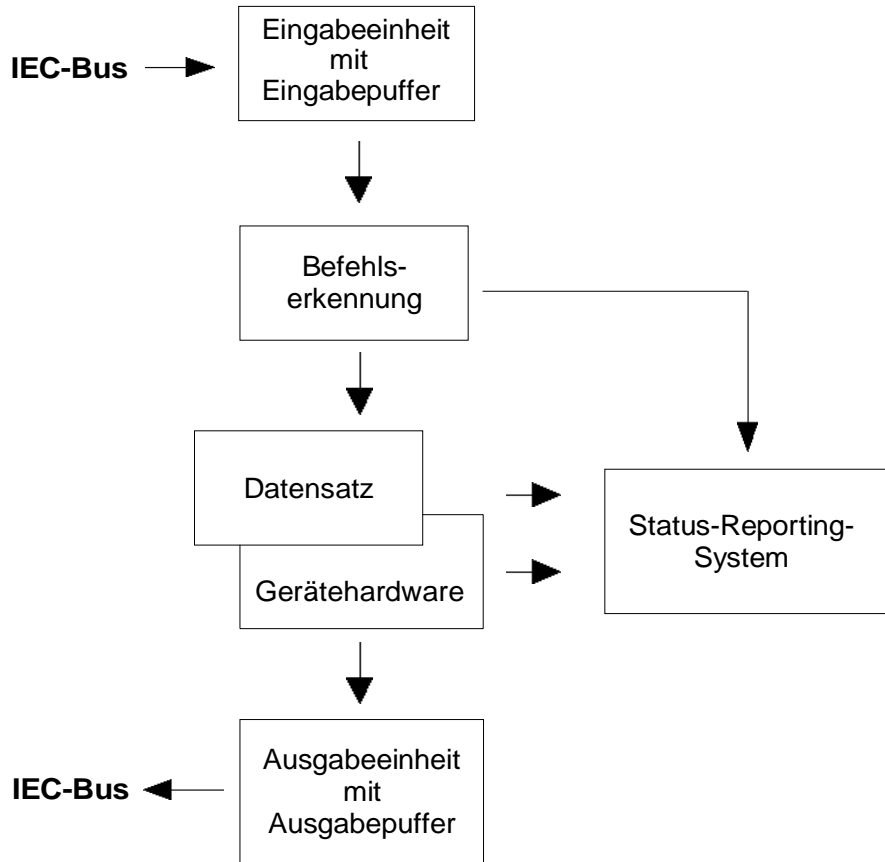 Eingabeeinheit
mit
IEC-Bus
Eingabepuffer
Befehls-
erkennung
Datensatz
Status-Reporting-
System
Gerätehardware
Ausgabeeinheit
mit
IEC-Bus
Ausgabepuffer